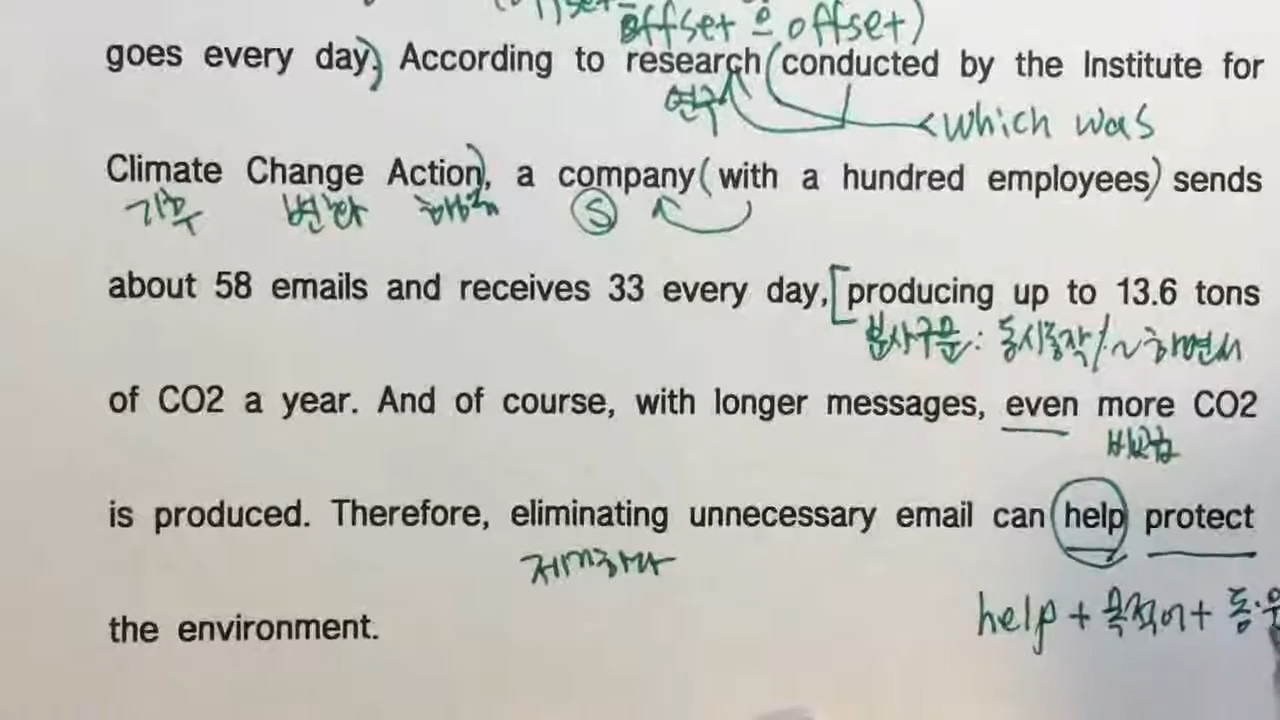 offset 은 offset)
goes every day) According to research (conducted by the Institute for
연구 which was
Climate Change Action), a company (with a hundred employees) sends
기후 변화 행동 S
about 58 emails and receives 33 every day, [producing up to 13.6 tons
분사구문: 동시동작/~하면서
of CO2 a year. And of course, with longer messages, even more CO2
비교급
is produced. Therefore, eliminating unnecessary email can help protect
제거하다
the environment.
help + 목적어 + 동·원